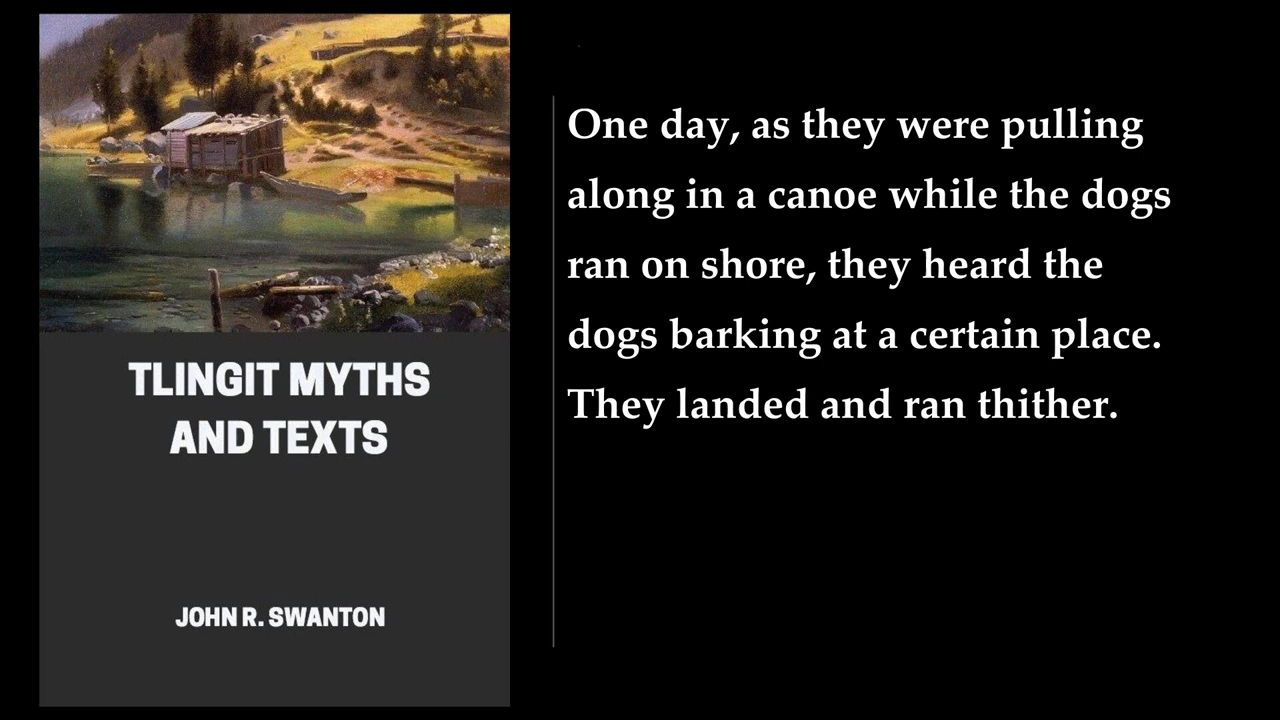 TLINGIT MYTHS
AND TEXTS
JOHN R. SWANTON
One day, as they were pulling
along in a canoe while the dogs
ran on shore, they heard the
dogs barking at a certain place.
They landed and ran thither.